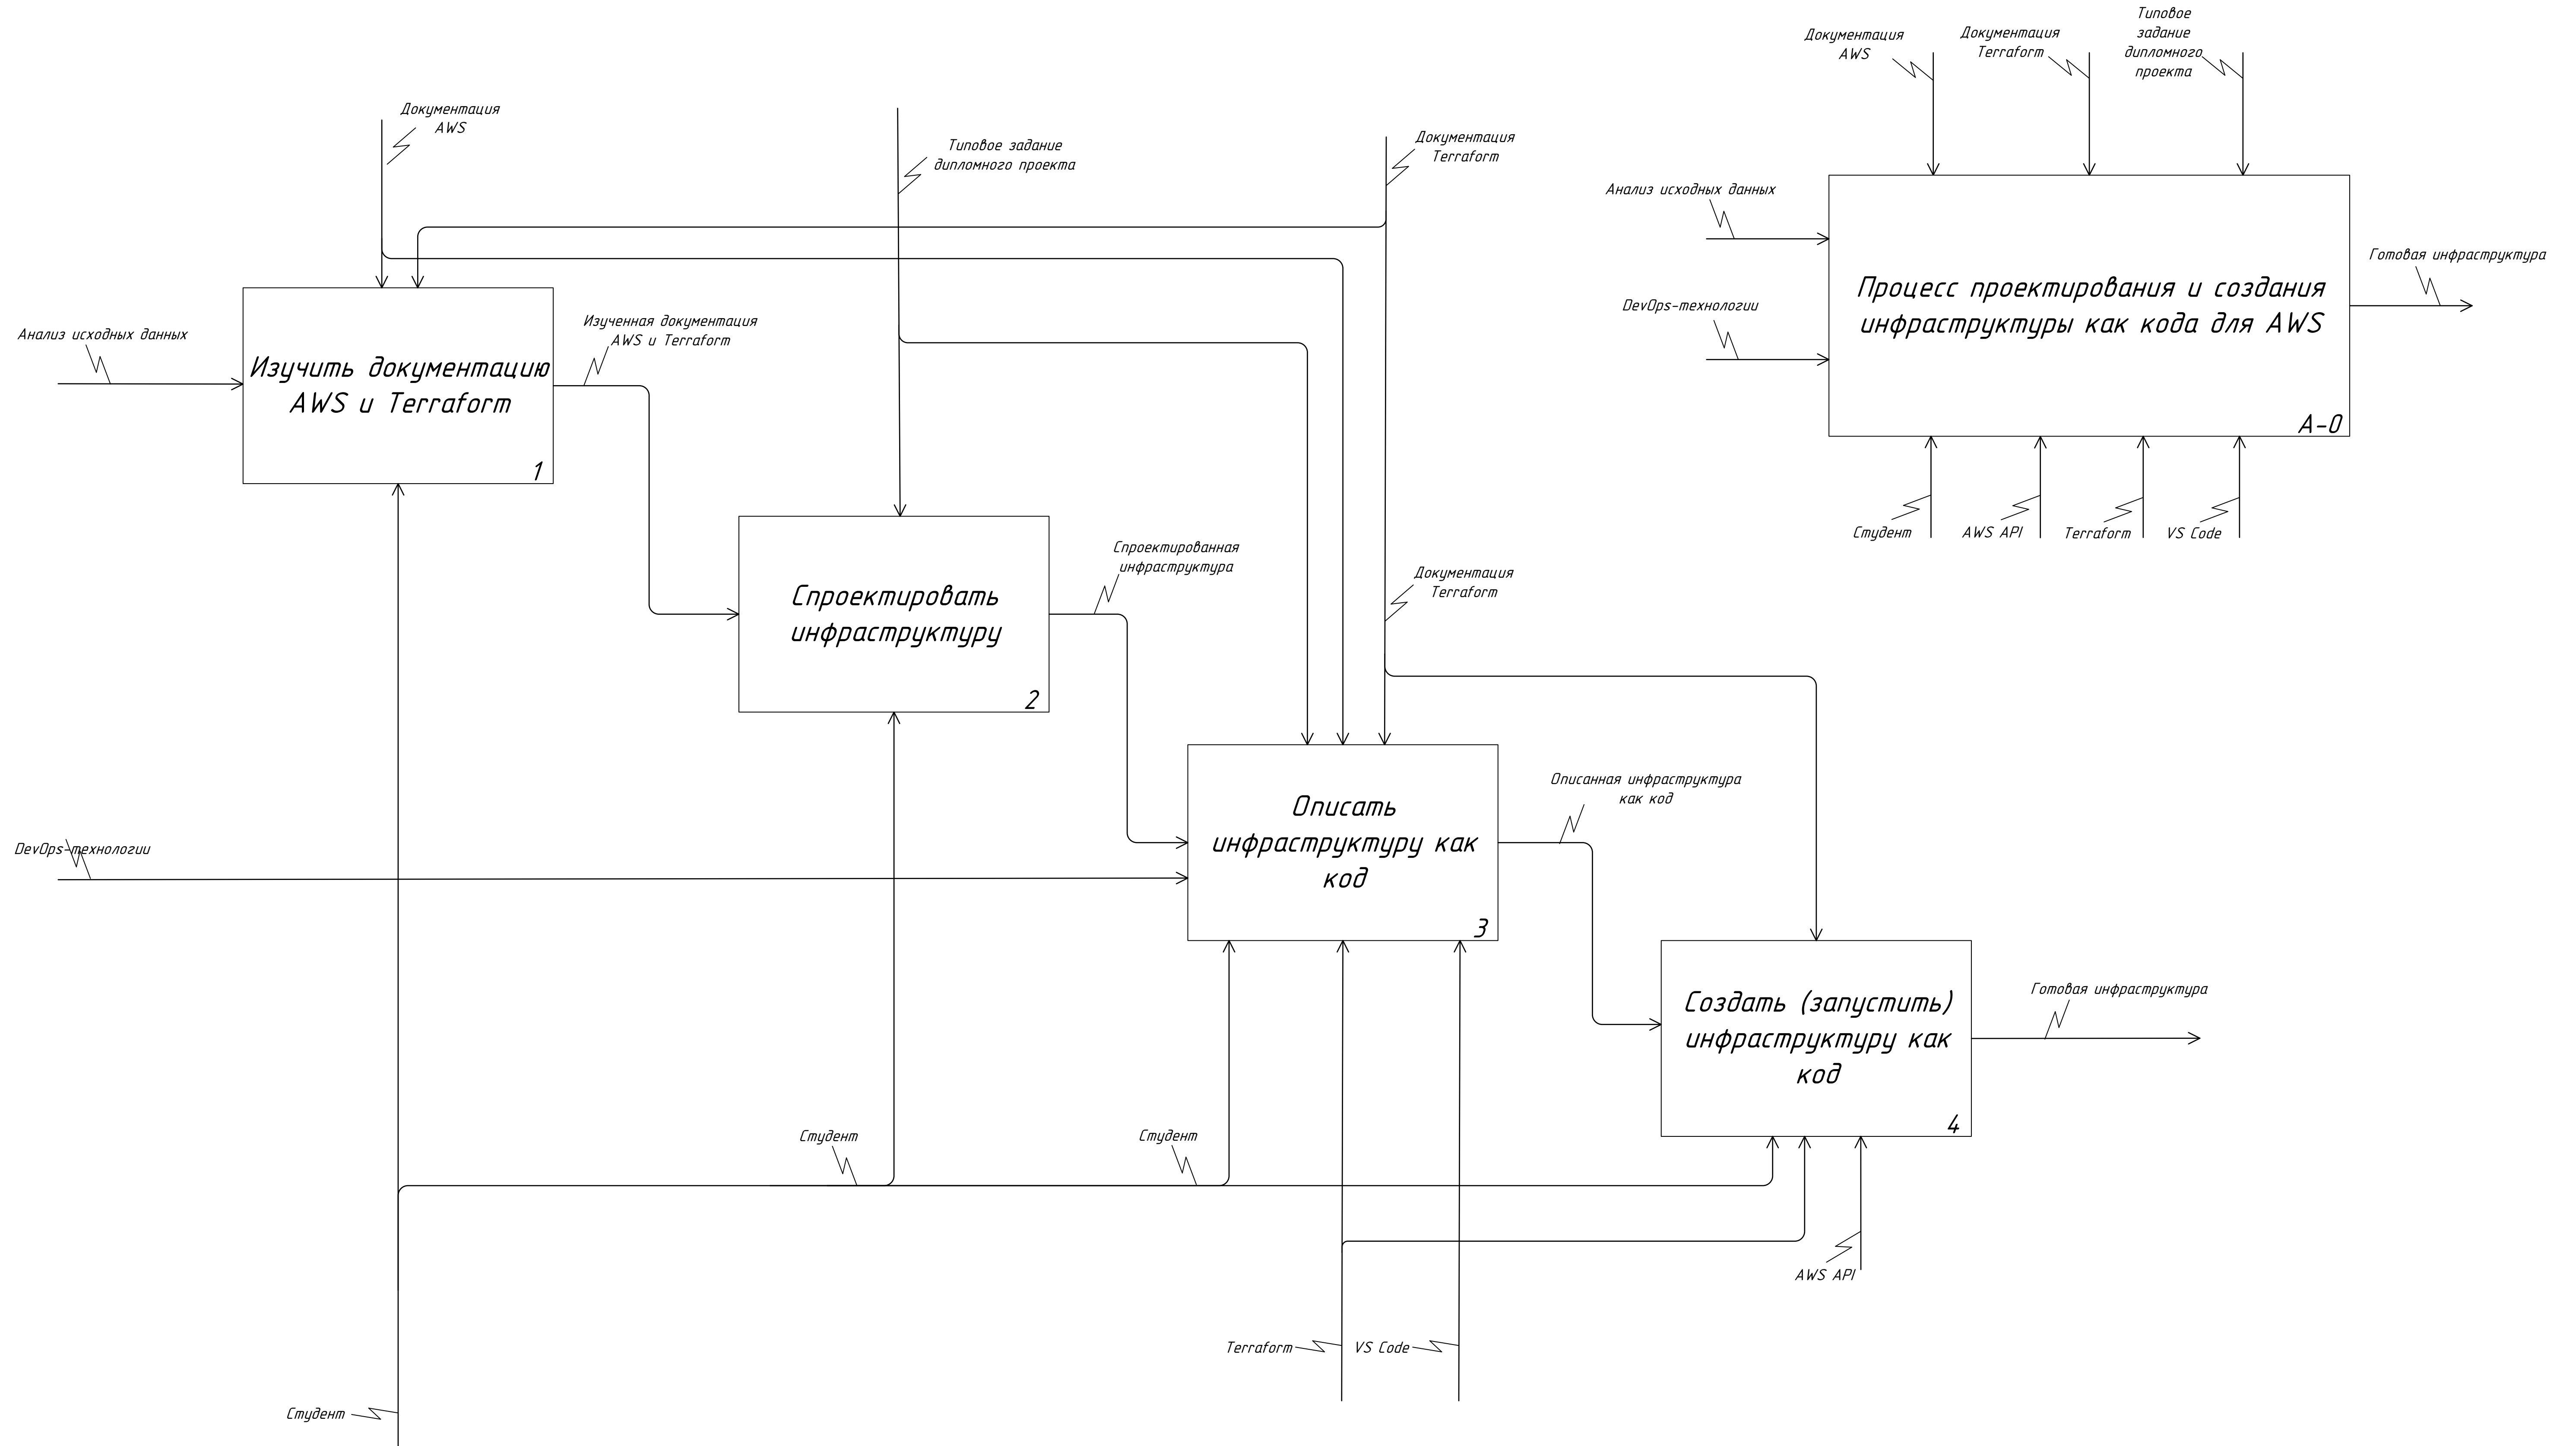 Документация
AWS
Типовое задание
дипломного проекта
Документация
Terraform
Анализ исходных данных
Изучить документацию
AWS и Terraform
1
Изученная документация
AWS и Terraform
Спроектировать
инфраструктуру
2
Спроектированная
инфраструктура
Документация
Terraform
DevOps-технологии
Описать
инфраструктуру как
код
3
Описанная инфраструктура
как код
Создать (запустить)
инфраструктуру как
код
4
Готовая инфраструктура
Студент
Студент
AWS API
Terraform
VS Code
Студент
Документация
AWS
Документация
Terraform
Типовое
задание
дипломного
проекта
Анализ исходных данных
DevOps-технологии
Процесс проектирования и создания
инфраструктуры как кода для AWS
A-0
Готовая инфраструктура
Студент
AWS API
Terraform
VS Code